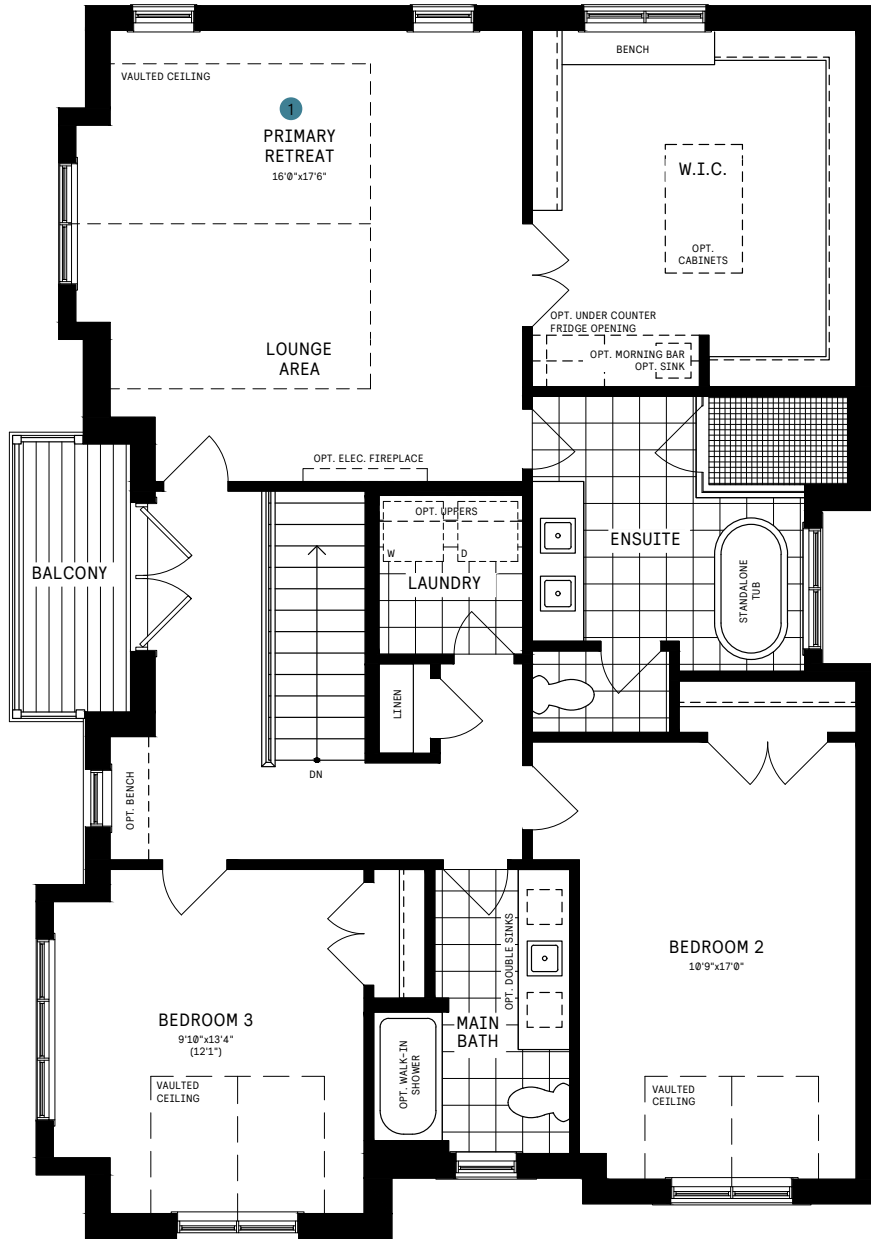 BENCH
VAULTED CEILING
1
PRIMARY
RETREAT
16'0"x17'6"
W.I.C.
OPT.
CABINETS
OPT. UNDER COUNTER
FRIDGE OPENING
OPT. MORNING BAR
OPT. SINK
LOUNGE
AREA
OPT. ELEC. FIREPLACE
OPT. UPPERS
W
D
LAUNDRY
ENSUITE
STANDALONE
TUB
BALCONY
LINEN
DN
OPT. BENCH
BEDROOM 2
10'9"x17'0"
OPT. DOUBLE SINKS
MAIN
BATH
BEDROOM 3
9'10"x13'4"
(12'1")
OPT. WALK-IN
SHOWER
VAULTED
CEILING
VAULTED
CEILING